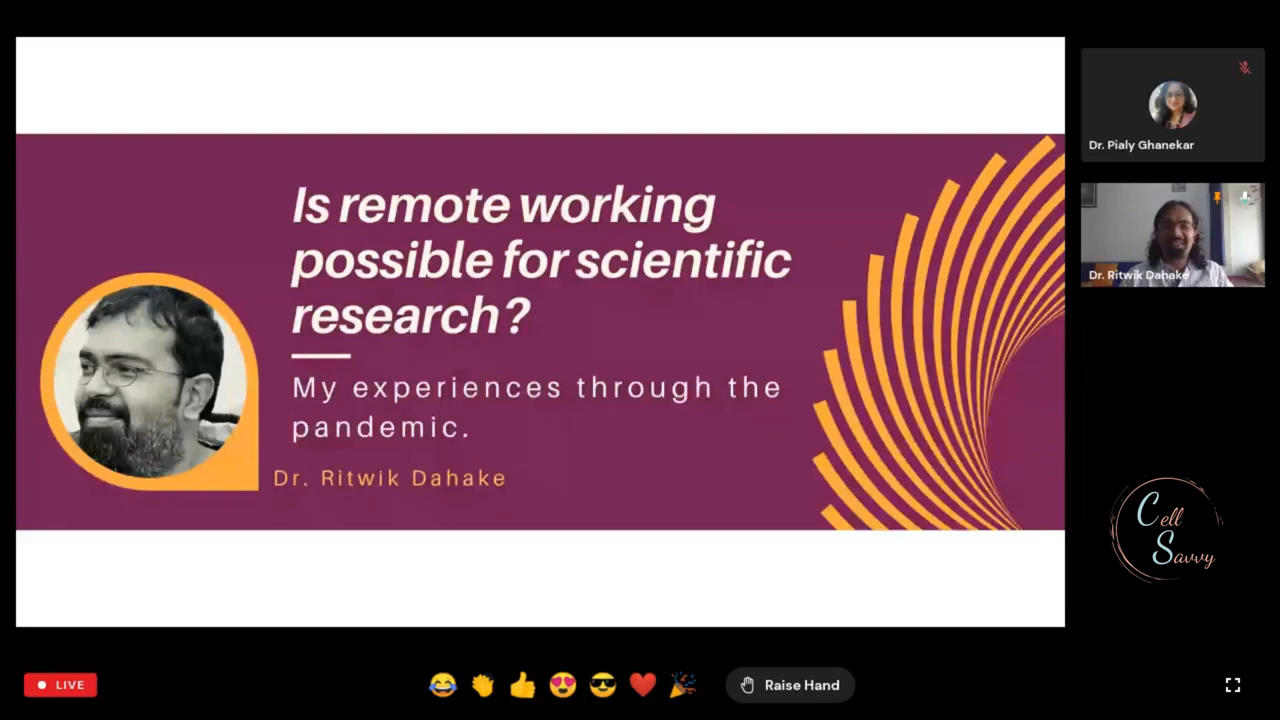 Is remote working
possible for scientific
research?
My experiences through the
pandemic.
Dr. Ritwik Dahake
Dr. Pialy Ghanekar
Dr. Ritwik Dahake
Cell
Savvy
LIVE
Raise Hand